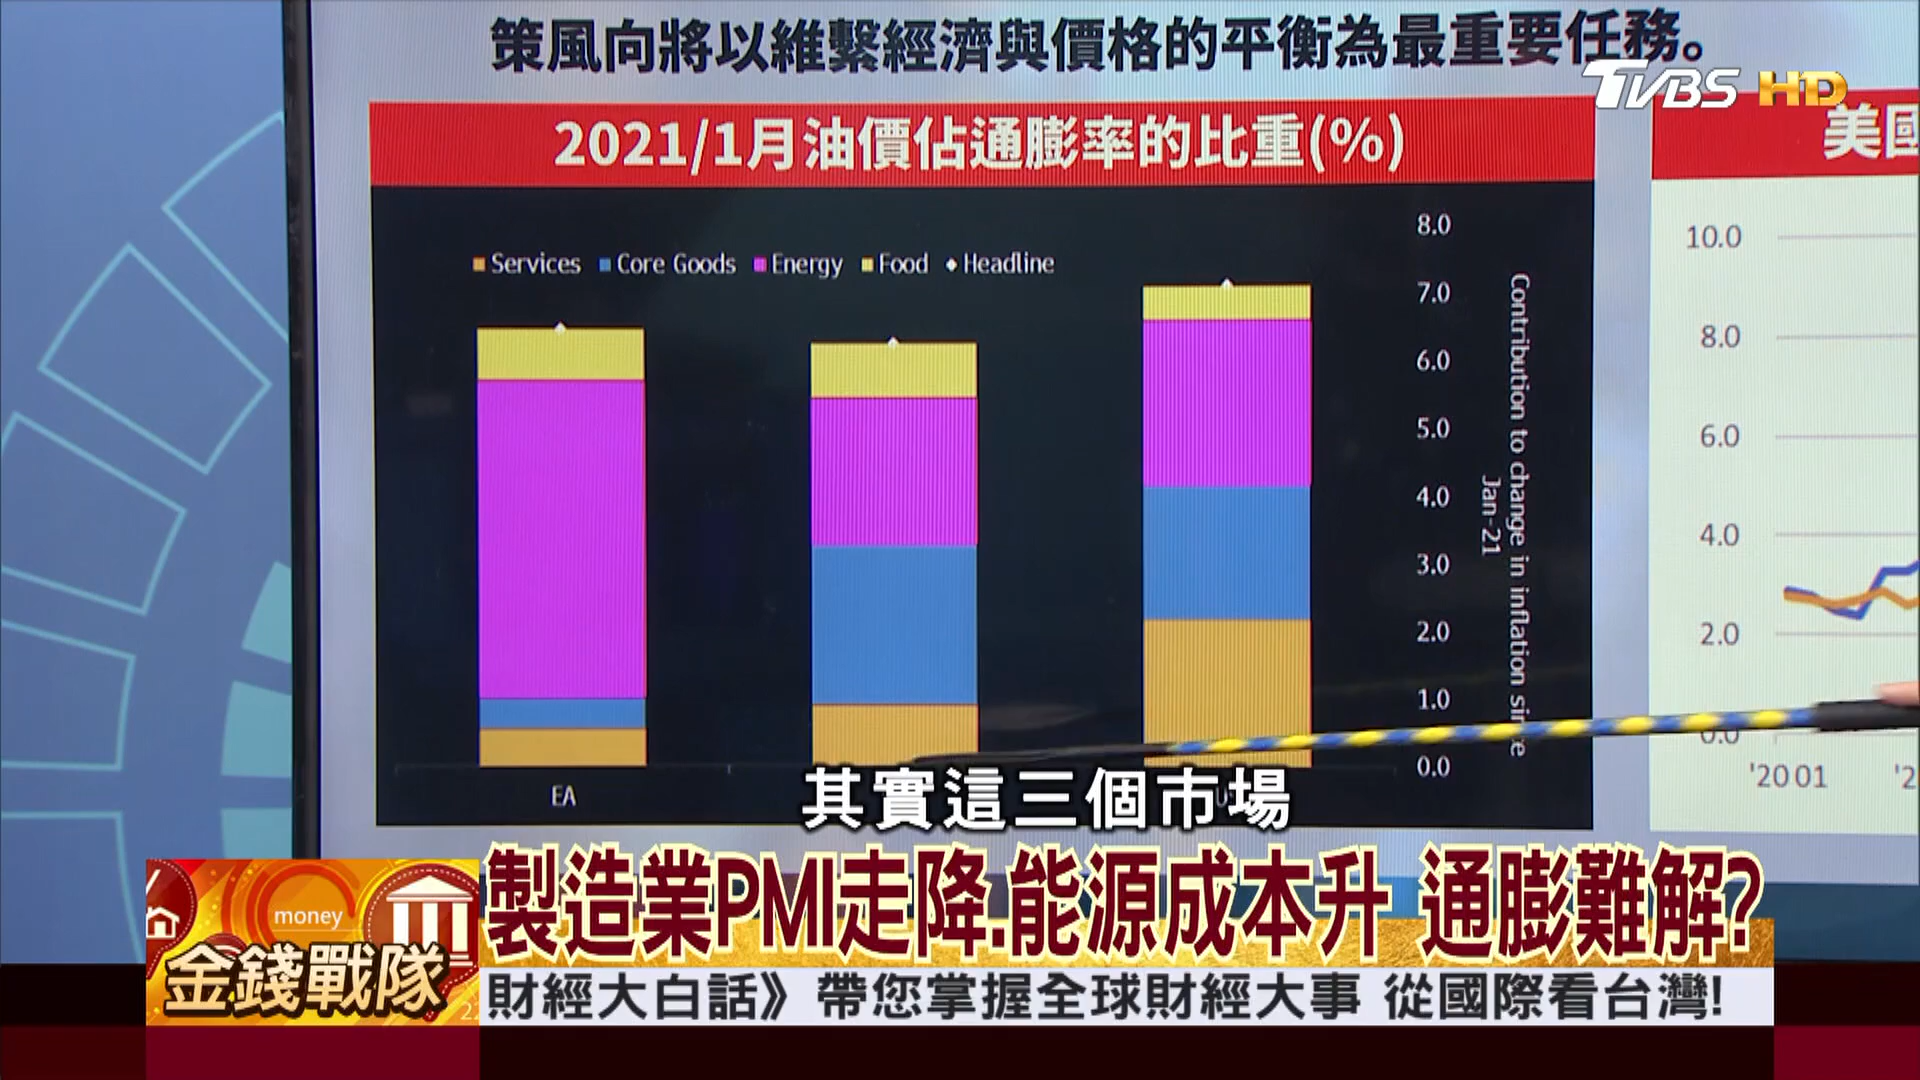 策風向將以維繫經濟與價格的平衡為最重要任務。
TVBS HD
2021/1月油價佔通膨率的比重(%)
美國
Services Core Goods Energy Food Headline
8.0
7.0
6.0
5.0
4.0
3.0
2.0
1.0
0.0
Contribution to change in inflation since
Jan-21
EA
10.0
8.0
6.0
4.0
2.0
0.0
'20 01
'2
其實這三個市場
製造業PMI走降.能源成本升 通膨難解?
money
金錢戰隊
財經大白話》帶您掌握全球財經大事 從國際看台灣!